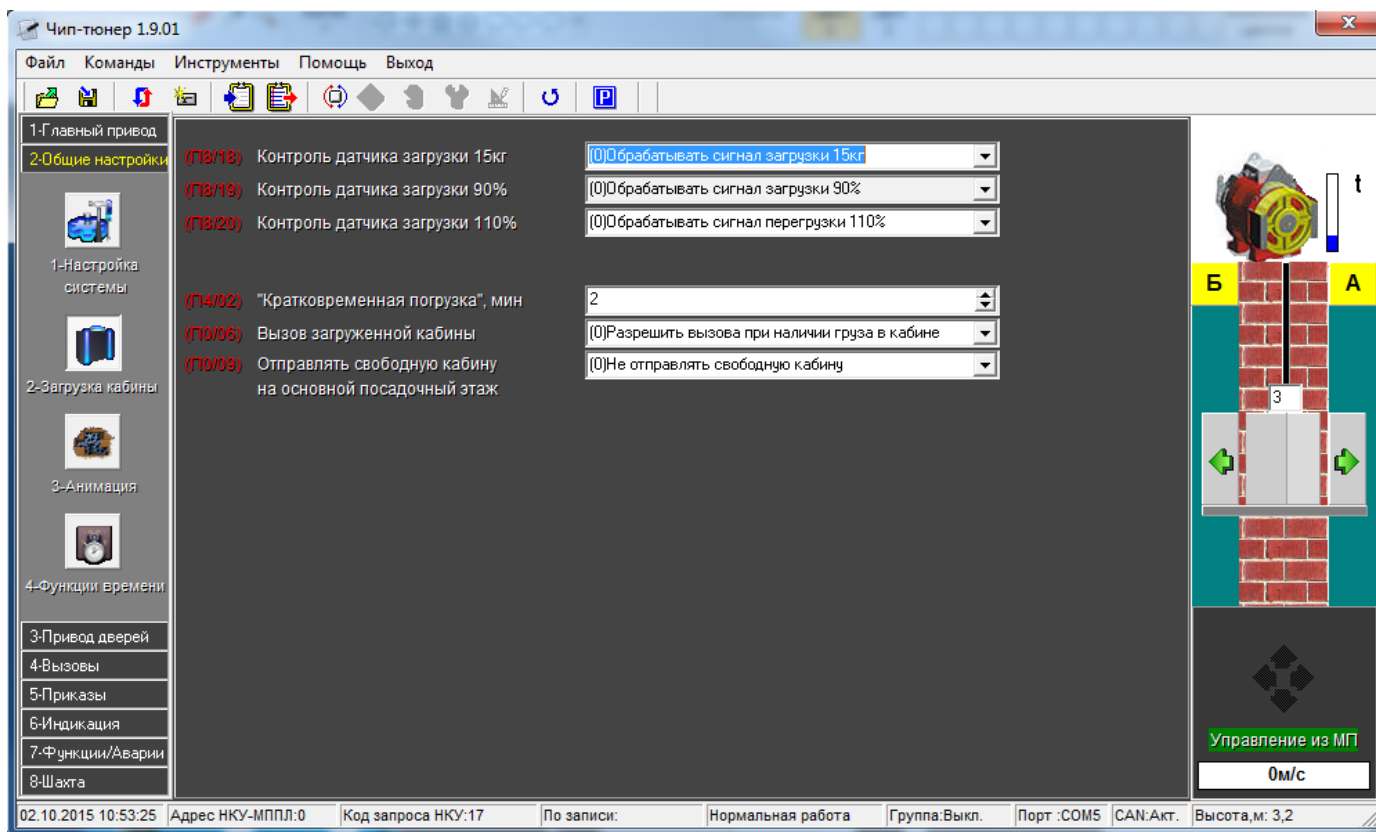 Чип-тюнер 1.9.01
Файл Команды Инструменты Помощь Выход
1-Главный привод
2-Общие настройки
1-Настройка
системы
2-Загрузка кабины
3-Анимация
4-Функции времени
3-Привод дверей
4-Вызовы
5-Приказы
6-Индикация
7-Функции/Аварии
8-Шахта
(П8/18) Контроль датчика загрузки 15кг (0)Обрабатывать сигнал загрузки 15кг
(П8/19) Контроль датчика загрузки 90% (0)Обрабатывать сигнал загрузки 90%
(П8/20) Контроль датчика загрузки 110% (0)Обрабатывать сигнал перегрузки 110%
(П4/02) "Кратковременная погрузка", мин 2
(П0/06) Вызов загруженной кабины (0)Разрешить вызова при наличии груза в кабине
(П0/09) Отправлять свободную кабину (0)Не отправлять свободную кабину
на основной посадочный этаж
t
Б А
3
Управление из МП
0м/с
02.10.2015 10:53:25 Адрес НКУ-МППЛ:0 Код запроса НКУ:17 По записи: Нормальная работа Группа:Выкл. Порт :COM5 CAN:Акт. Высота,м: 3,2